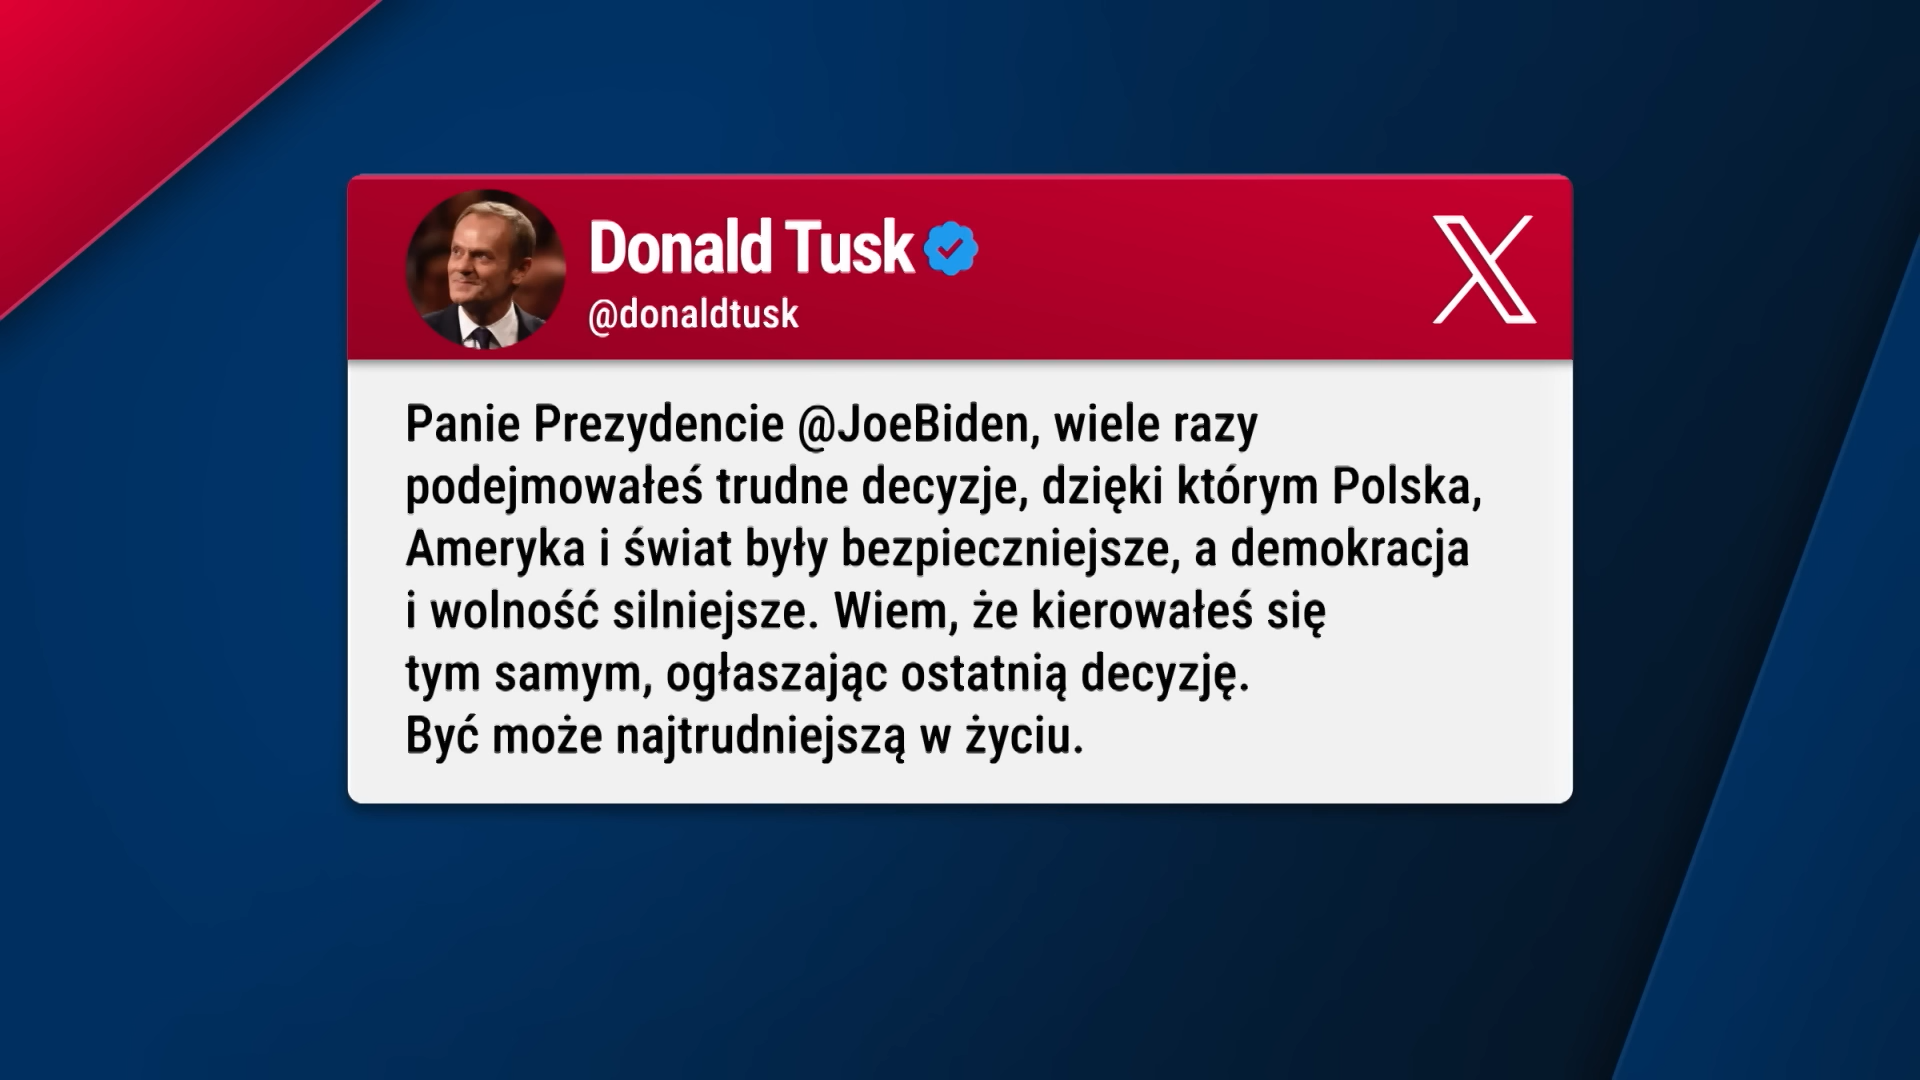 Donald Tusk
@donaldtusk
Panie Prezydencie @JoeBiden, wiele razy
podejmowałeś trudne decyzje, dzięki którym Polska,
Ameryka i świat były bezpieczniejsze, a demokracja
i wolność silniejsze. Wiem, że kierowałeś się
tym samym, ogłaszając ostatnią decyzję.
Być może najtrudniejszą w życiu.